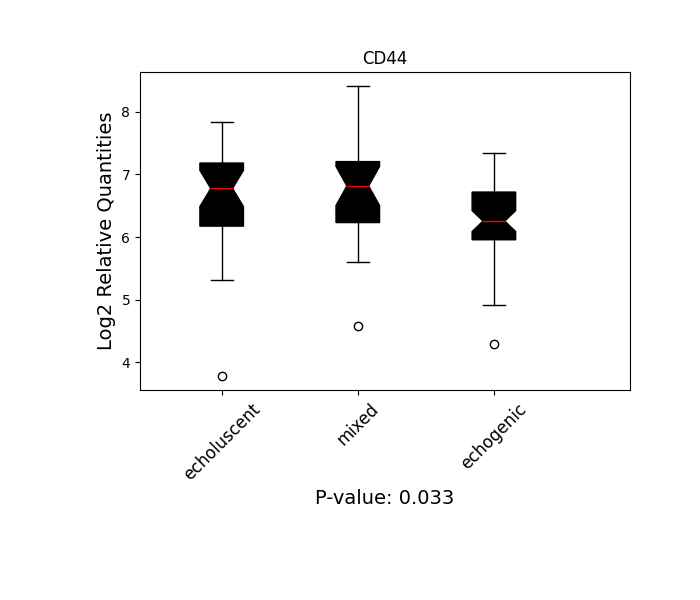 CD44
Log2 Relative Quantities
8
7
6
5
4
echoluscent
mixed
echogenic
P-value: 0.033